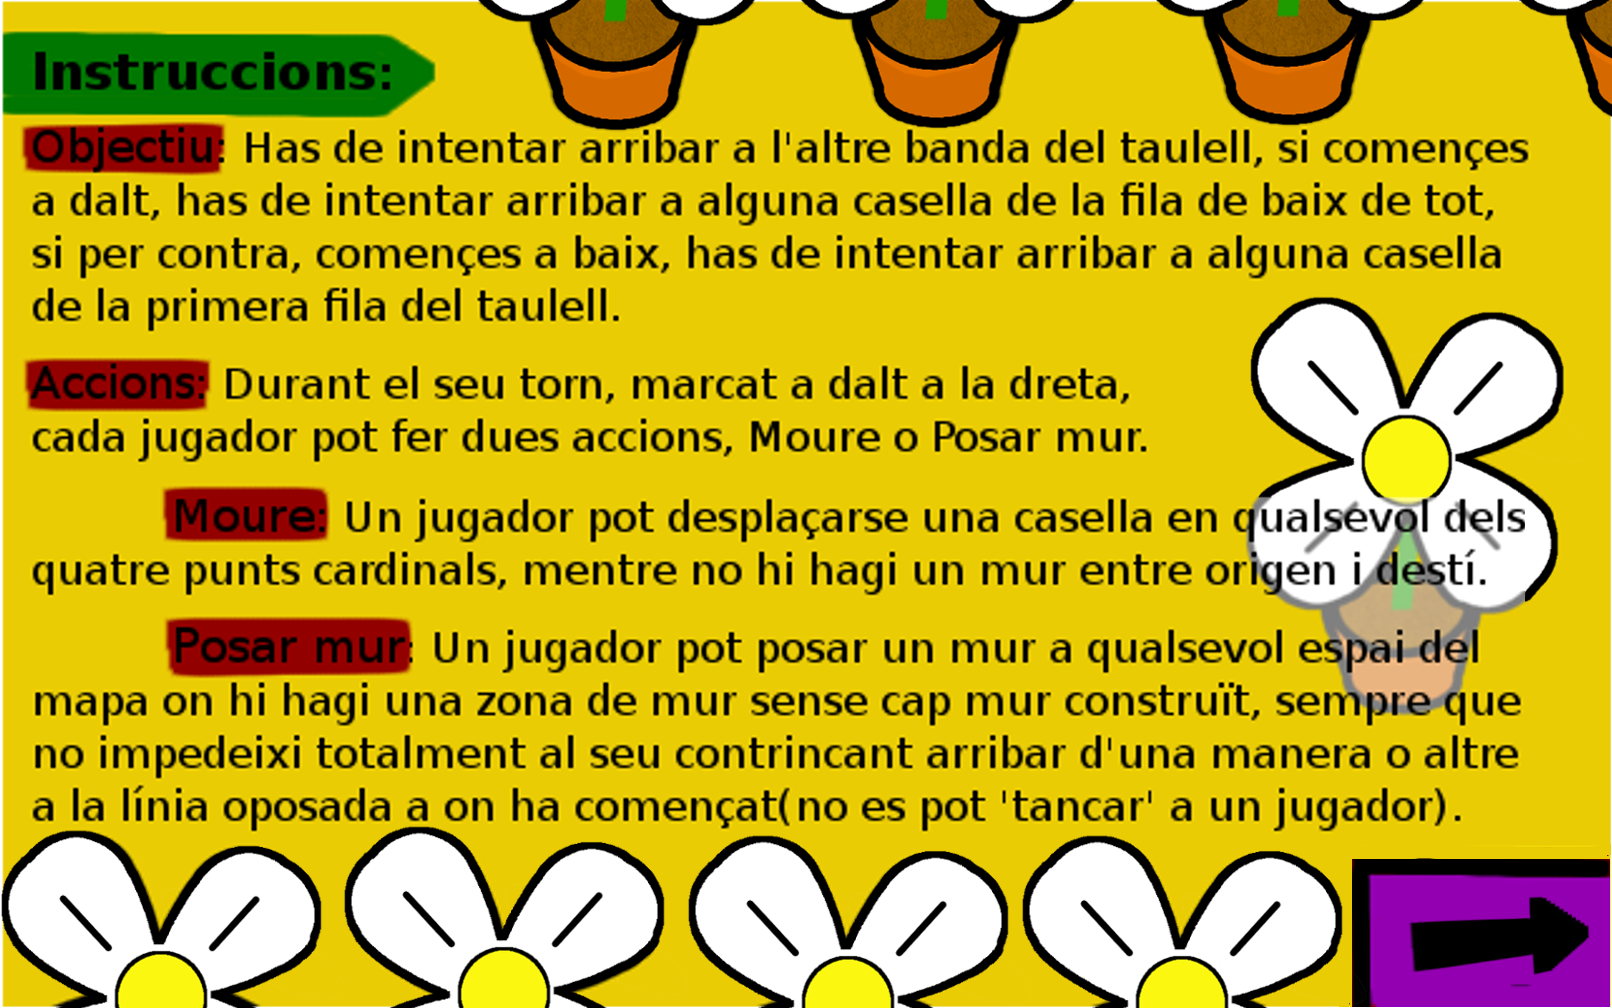 Instruccions:
Objectiu: Has de intentar arribar a l'altre banda del taulell, si començes
a dalt, has de intentar arribar a alguna casella de la fila de baix de tot,
si per contra, començes a baix, has de intentar arribar a alguna casella
de la primera fila del taulell.
Accions: Durant el seu torn, marcat a dalt a la dreta,
cada jugador pot fer dues accions, Moure o Posar mur.
Moure: Un jugador pot desplaçarse una casella en qualsevol dels
quatre punts cardinals, mentre no hi hagi un mur entre origen i destí.
Posar mur: Un jugador pot posar un mur a qualsevol espai del
mapa on hi hagi una zona de mur sense cap mur construït, sempre que
no impedeixi totalment al seu contrincant arribar d'una manera o altre
a la línia oposada a on ha començat(no es pot 'tancar' a un jugador).